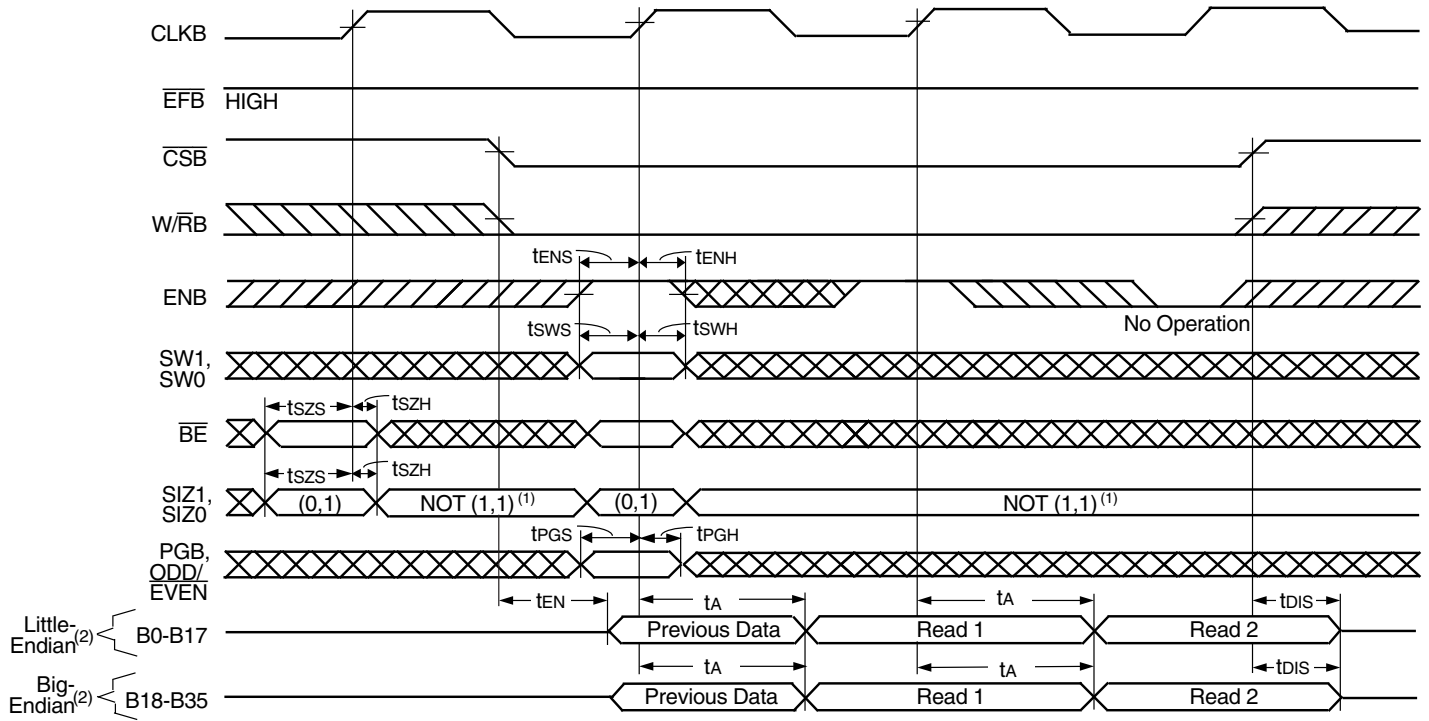 CLKB
EFB HIGH
CSB
W/RB
tENS tENH
ENB
No Operation
tSWS tSWH
SW1,
SW0
tSZS tSZH
BE
tSZS tSZH
SIZ1,
SIZ0
(0,1) NOT (1,1) (1) (0,1) NOT (1,1) (1)
tPGS tPGH
PGB,
ODD/
EVEN
tEN tA tA tDIS
Little-
Endian(2) B0-B17 Previous Data Read 1 Read 2
tA tA tDIS
Big-
Endian(2) B18-B35 Previous Data Read 1 Read 2